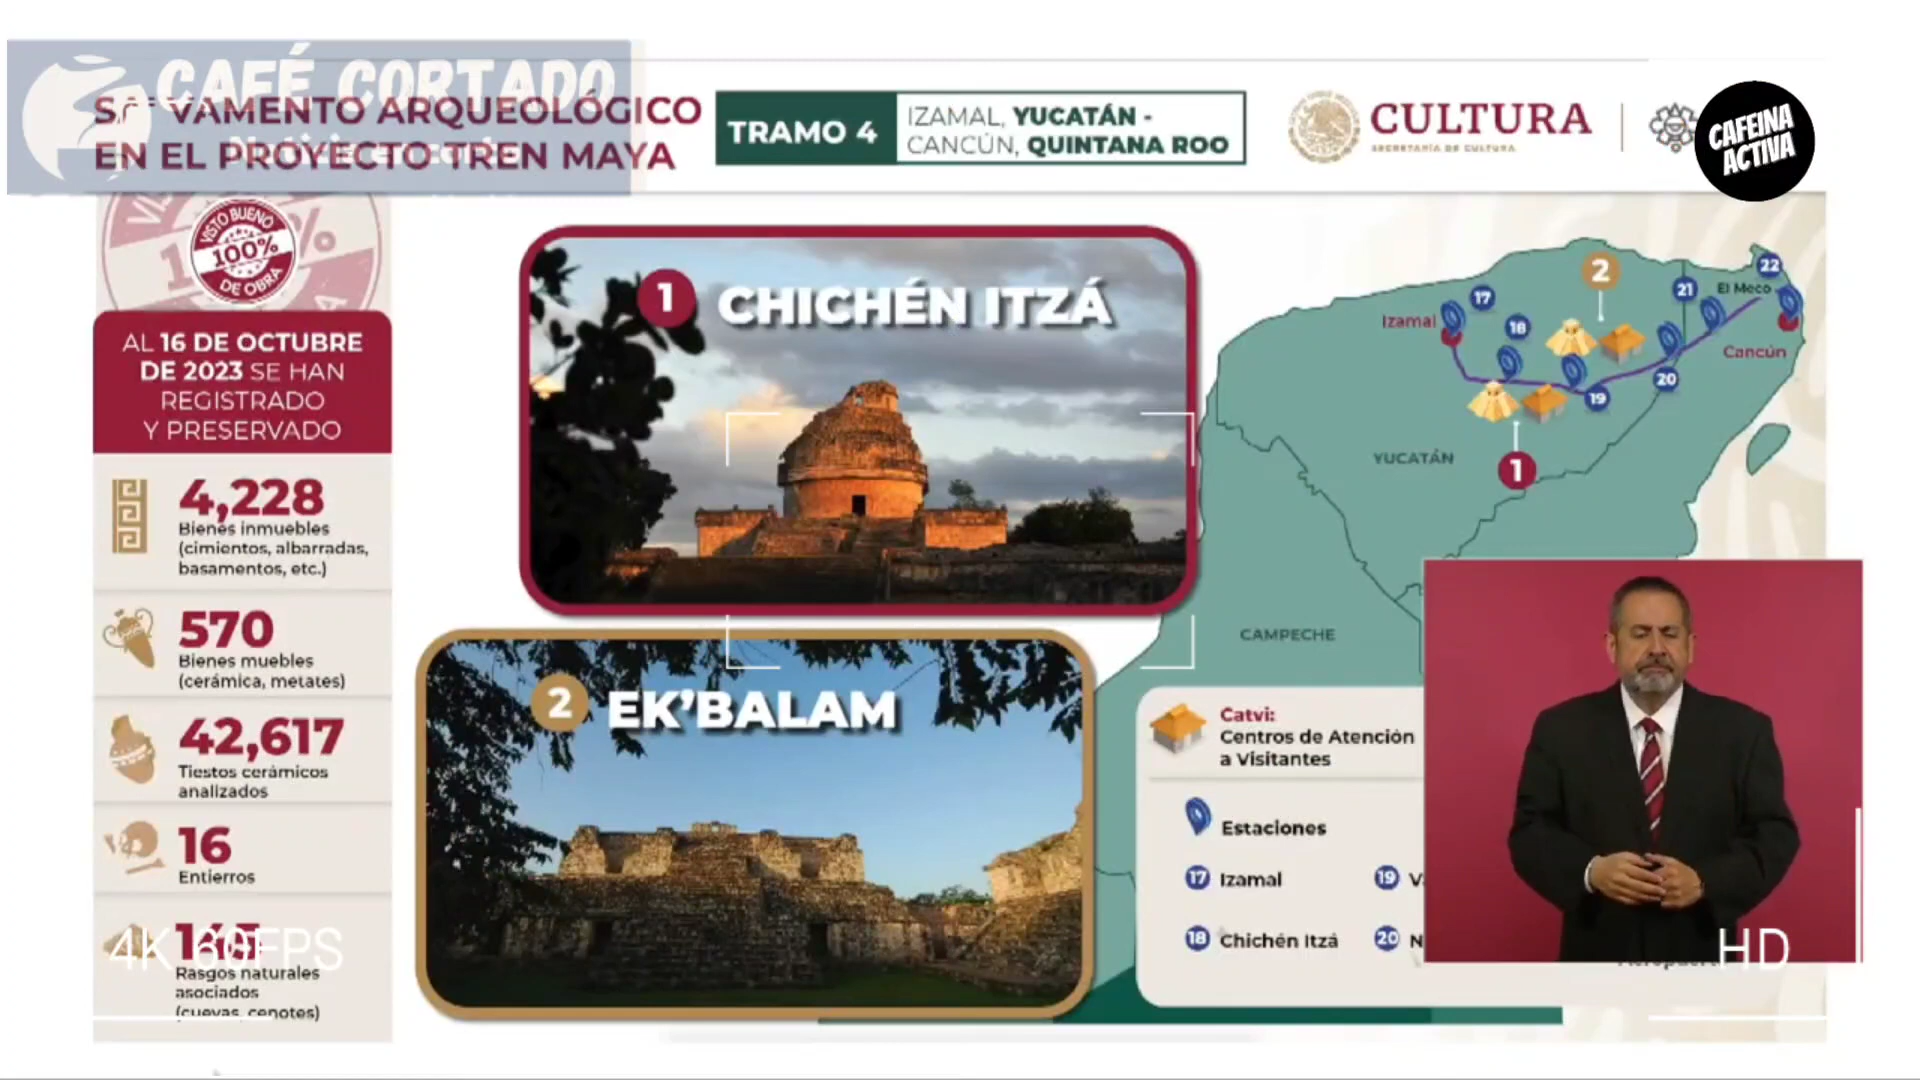 CAFÉ CORTADO
VAMENTO ARQUEOLÓGICO
EN EL PROYECTO TREN MAYA
TRAMO 4
IZAMAL, YUCATÁN -
CANCÚN, QUINTANA ROO
CULTURA
SECRETARÍA DE CULTURA
CAFEINA
ACTIVA
VISTO BUENO
100%
DE OBRA
AL 16 DE OCTUBRE
DE 2023 SE HAN
REGISTRADO
Y PRESERVADO
4,228
Bienes inmuebles
(cimientos, albarradas,
basamentos, etc.)
570
Bienes muebles
(cerámica, metates)
42,617
Tiestos cerámicos
analizados
16
Entierros
4K 60FPS
Rasgos naturales
asociados
(cuevas, cenotes)
1 CHICHÉN ITZÁ
2 EK'BALAM
2
22
21
El Meco
17
Izamal
18
Cancún
20
19
YUCATÁN
1
CAMPECHE
Catvi:
Centros de Atención
a Visitantes
Estaciones
17 Izamal
19
18 Chichén Itzá
20
HD